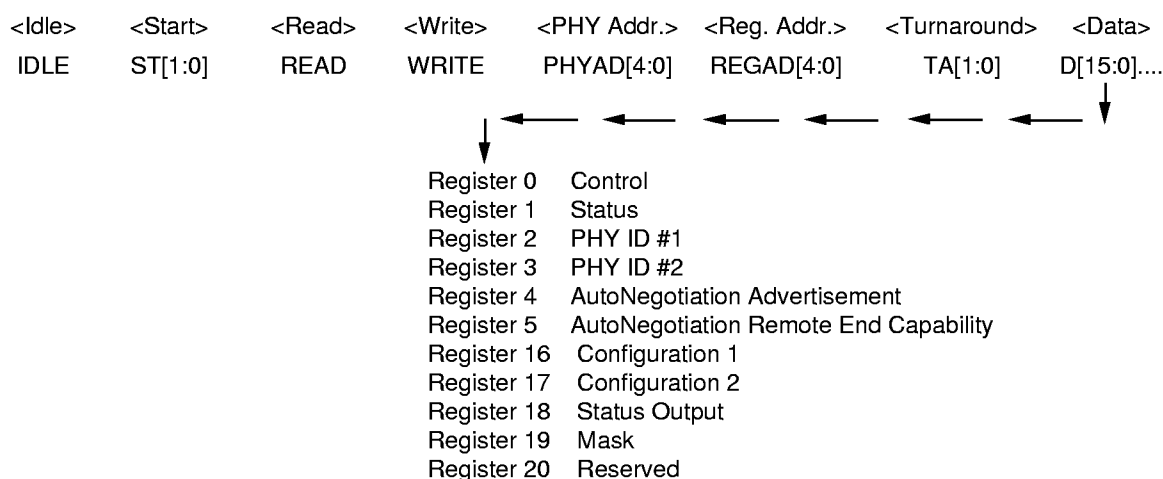 <Idle> <Start> <Read> <Write> <PHY Addr.> <Reg. Addr.> <Turnaround> <Data>
IDLE ST[1:0] READ WRITE PHYAD[4:0] REGAD[4:0] TA[1:0] D[15:0]....
Register 0 Control
Register 1 Status
Register 2 PHY ID #1
Register 3 PHY ID #2
Register 4 AutoNegotiation Advertisement
Register 5 AutoNegotiation Remote End Capability
Register 16 Configuration 1
Register 17 Configuration 2
Register 18 Status Output
Register 19 Mask
Register 20 Reserved